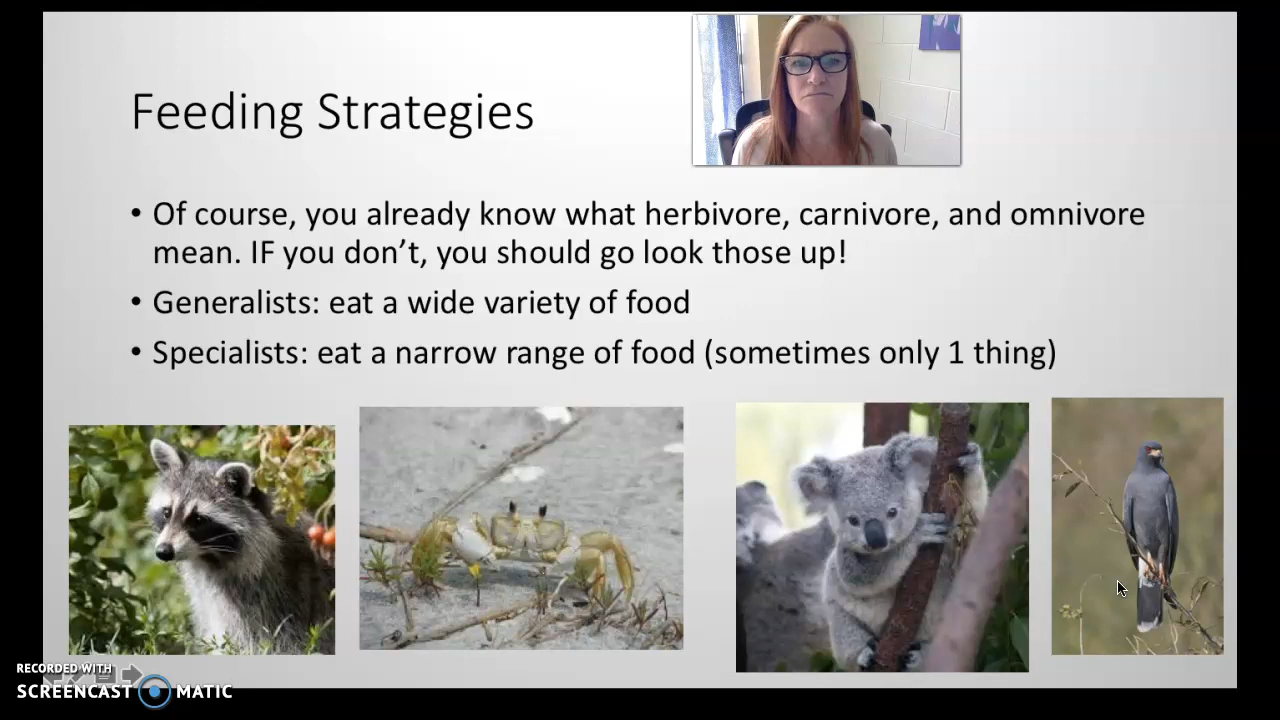 Feeding Strategies
• Of course, you already know what herbivore, carnivore, and omnivore
mean. IF you don’t, you should go look those up!
• Generalists: eat a wide variety of food
• Specialists: eat a narrow range of food (sometimes only 1 thing)
RECORDED WITH
SCREENCAST MATIC